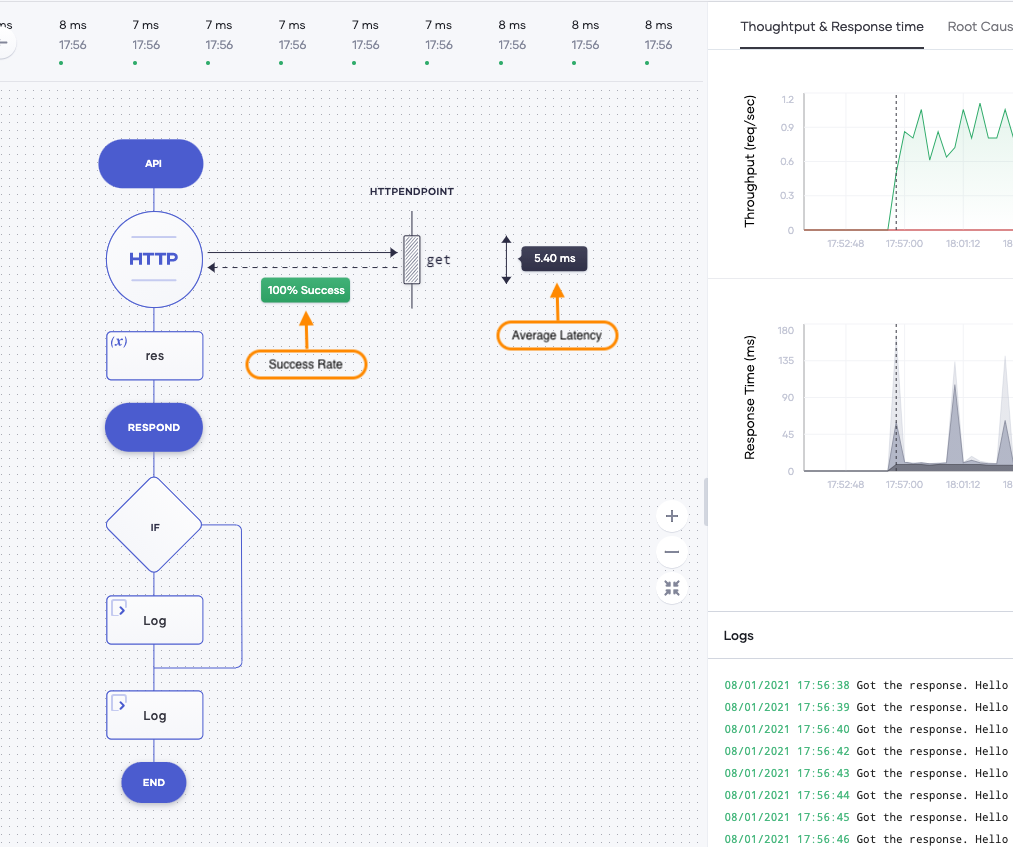 ms 8 ms 7 ms 7 ms 7 ms 7 ms 7 ms 8 ms 8 ms 8 ms
17:56 17:56 17:56 17:56 17:56 17:56 17:56 17:56 17:56
Thoughtput & Response time Root Caus
API
HTTP
HTTPENDPOINT
get
5.40 ms
100% Success
Average Latency
Success Rate
(x)
res
RESPOND
IF
Log
Log
END
Throughput (req/sec)
1.2
0.9
0.6
0.3
0
17:52:48 17:57:00 18:01:12 18
Response Time (ms)
180
135
90
45
0
17:52:48 17:57:00 18:01:12 18
Logs
08/01/2021 17:56:38 Got the response. Hello
08/01/2021 17:56:39 Got the response. Hello
08/01/2021 17:56:40 Got the response. Hello
08/01/2021 17:56:42 Got the response. Hello
08/01/2021 17:56:43 Got the response. Hello
08/01/2021 17:56:44 Got the response. Hello
08/01/2021 17:56:45 Got the response. Hello
08/01/2021 17:56:46 Got the response. Hello